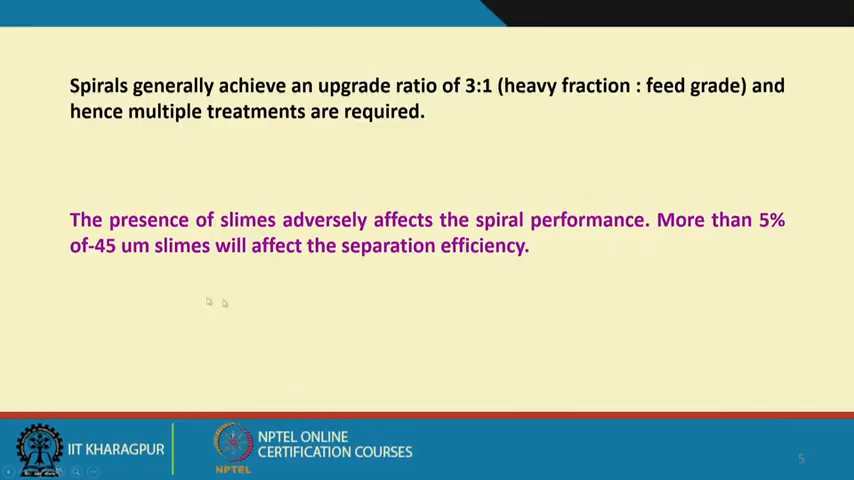 Spirals generally achieve an upgrade ratio of 3:1 (heavy fraction : feed grade) and
hence multiple treatments are required.
The presence of slimes adversely affects the spiral performance. More than 5%
of-45 um slimes will affect the separation efficiency.
IIT KHARAGPUR
NPTEL
NPTEL ONLINE
CERTIFICATION COURSES
5